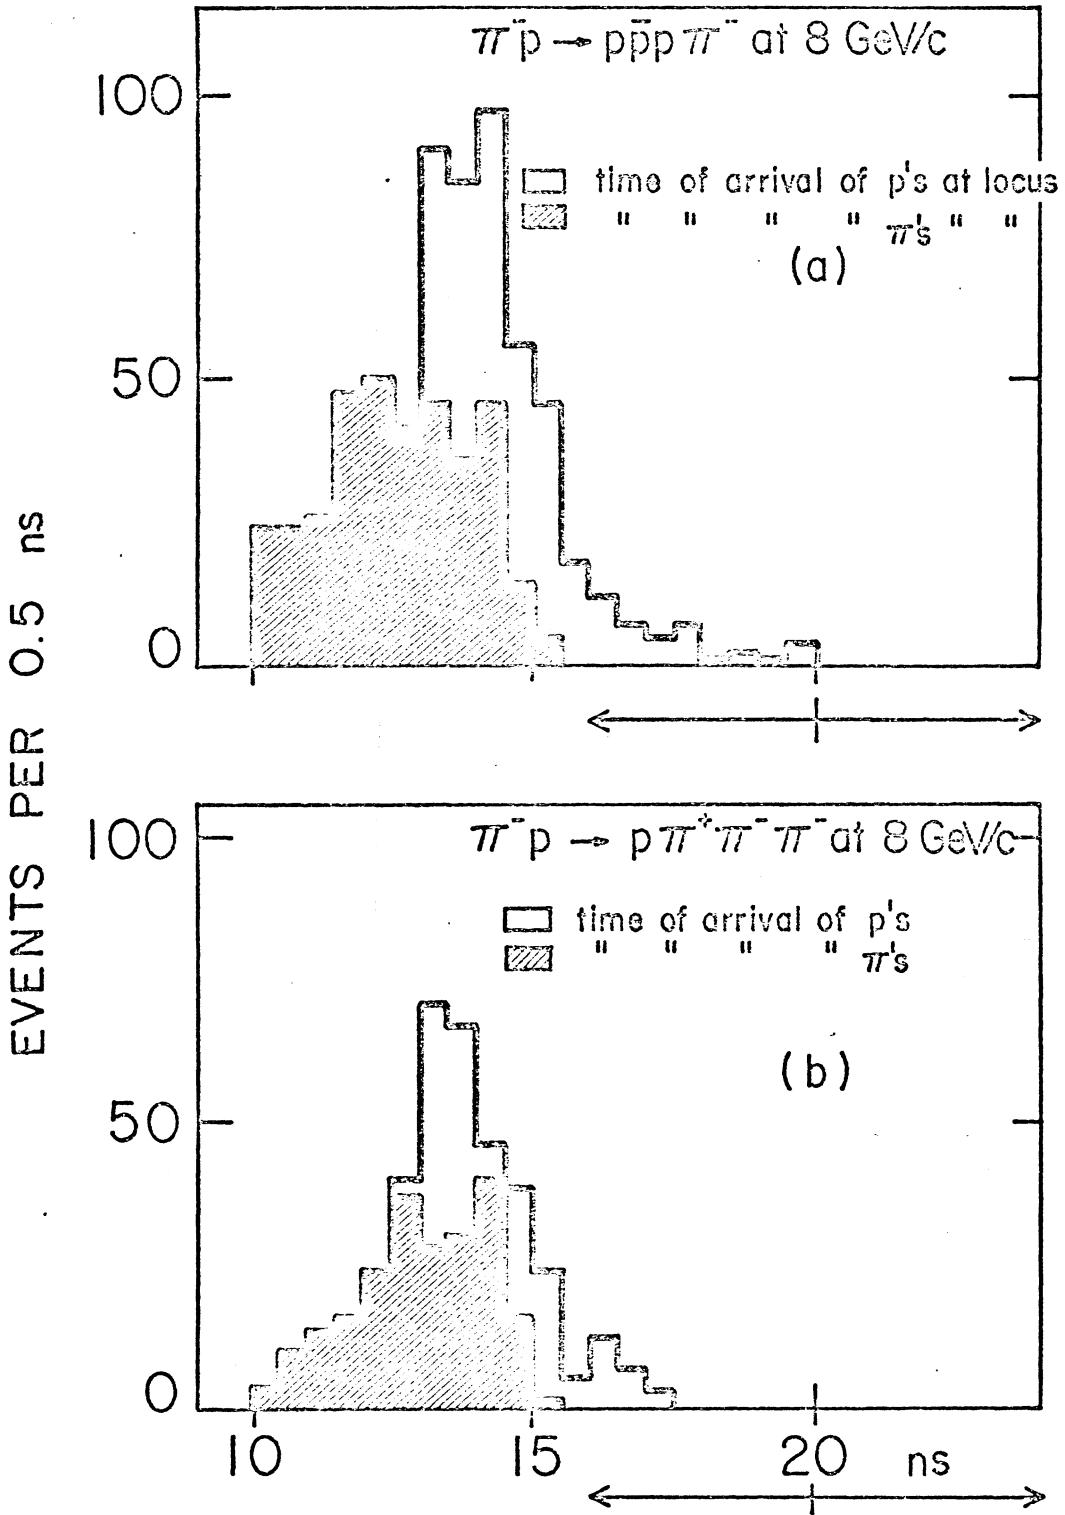 π⁻p → pp̄pπ⁻ at 8 GeV/c
100
time of arrival of p's at locus
" " " " π's " "
(a)
50
0
EVENTS PER 0.5 ns
π⁻p → pπ⁺π⁻π⁻ at 8 GeV/c
100
time of arrival of p's
" " " " π's
(b)
50
0
10 15 20 ns